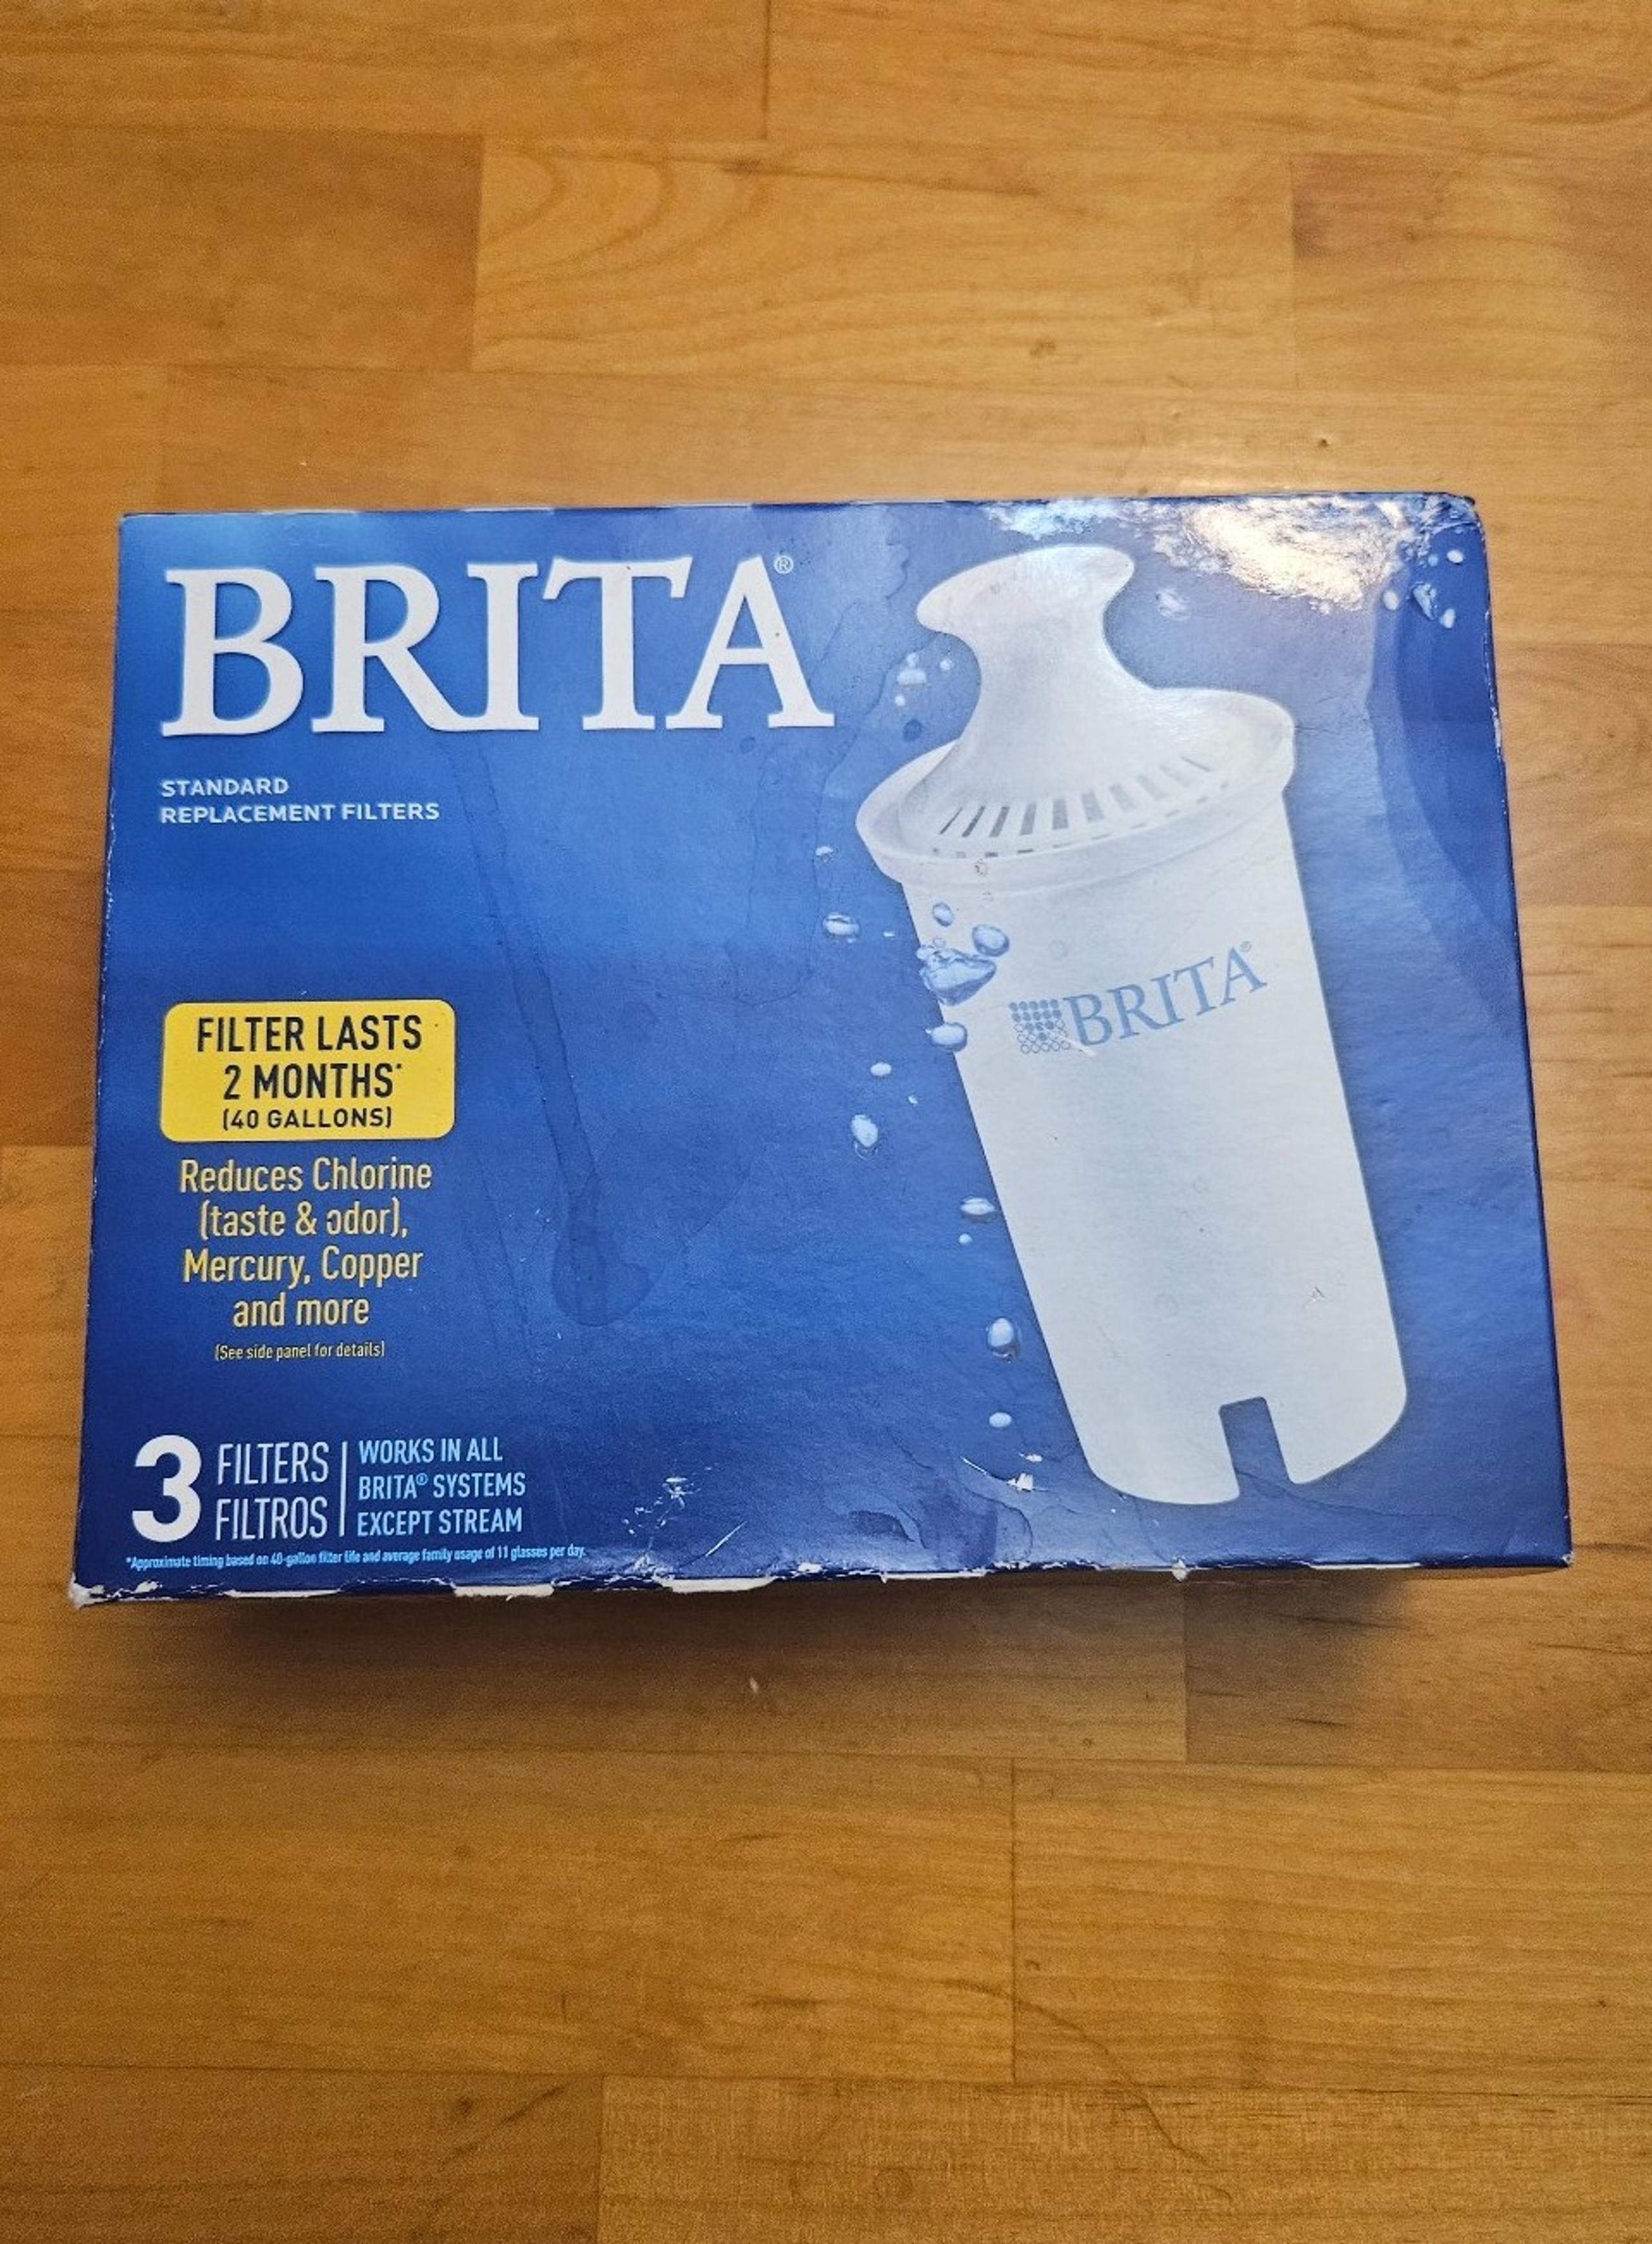 BRITA®
STANDARD
REPLACEMENT FILTERS
FILTER LASTS
2 MONTHS*
(40 GALLONS)
Reduces Chlorine
(taste & odor),
Mercury, Copper
and more
(See side panel for details)
3 FILTERS
FILTROS
WORKS IN ALL
BRITA® SYSTEMS
EXCEPT STREAM
*Approximate timing based on 40-gallon filter life and average family usage of 11 glasses per day.
BRITA®